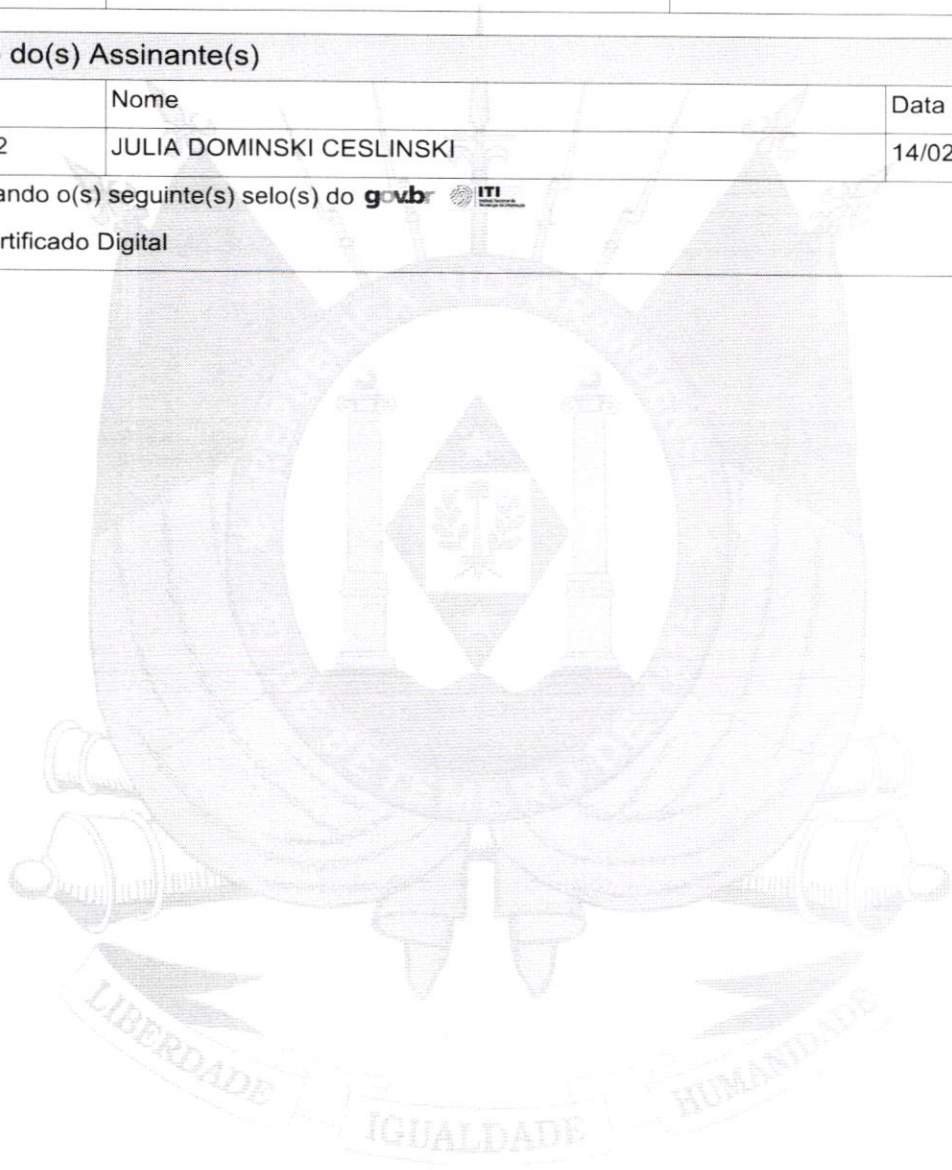 do(s) Assinante(s)
Nome Data
2 JULIA DOMINSKI CESLINSKI 14/02
ando o(s) seguinte(s) selo(s) do gov.br ITI
rtificado Digital
LIBERDADE
IGUALDADE
HUMANIDADE